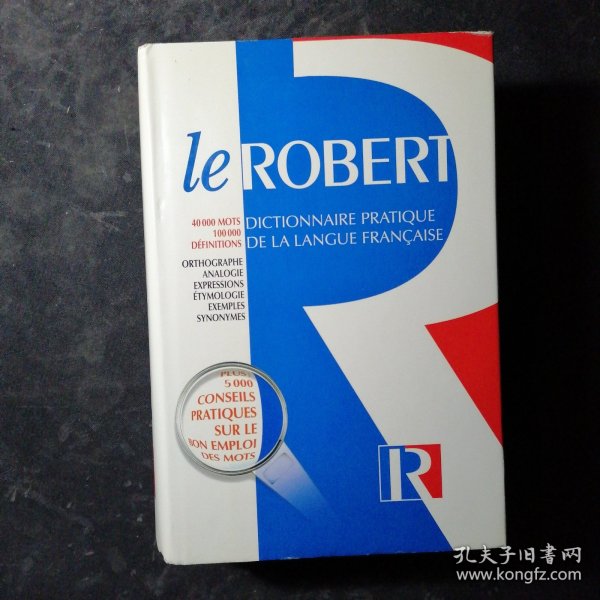 le ROBERT
40 000 MOTS
100 000
DÉFINITIONS
DICTIONNAIRE PRATIQUE
DE LA LANGUE FRANÇAISE
ORTHOGRAPHE
ANALOGIE
EXPRESSIONS
ÉTYMOLOGIE
EXEMPLES
SYNONYMES
PLUS
5 000
CONSEILS
PRATIQUES
SUR LE
BON EMPLOI
DES MOTS
R
孔夫子旧書网
www.kongfz.com